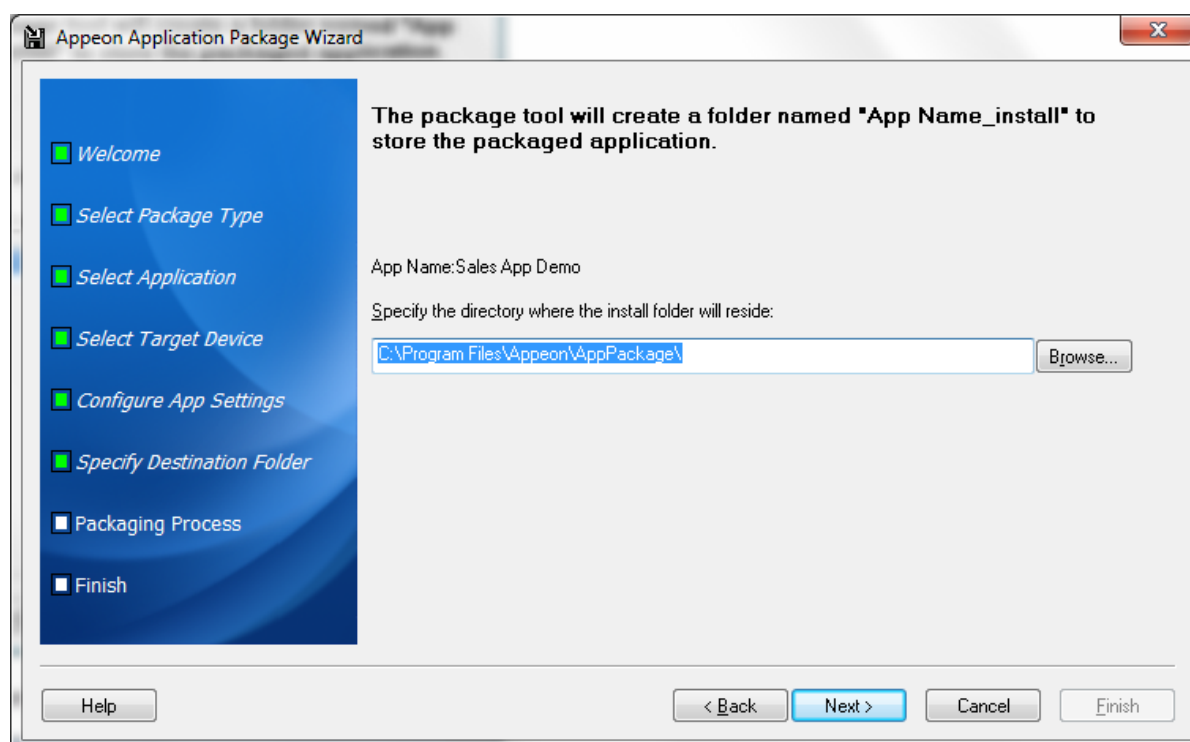 Appeon Application Package Wizard
Welcome
Select Package Type
Select Application
Select Target Device
Configure App Settings
Specify Destination Folder
Packaging Process
Finish
The package tool will create a folder named "App Name_install" to
store the packaged application.
App Name:Sales App Demo
Specify the directory where the install folder will reside:
C:\Program Files\Appeon\AppPackage\
Browse...
Help
< Back
Next >
Cancel
Finish